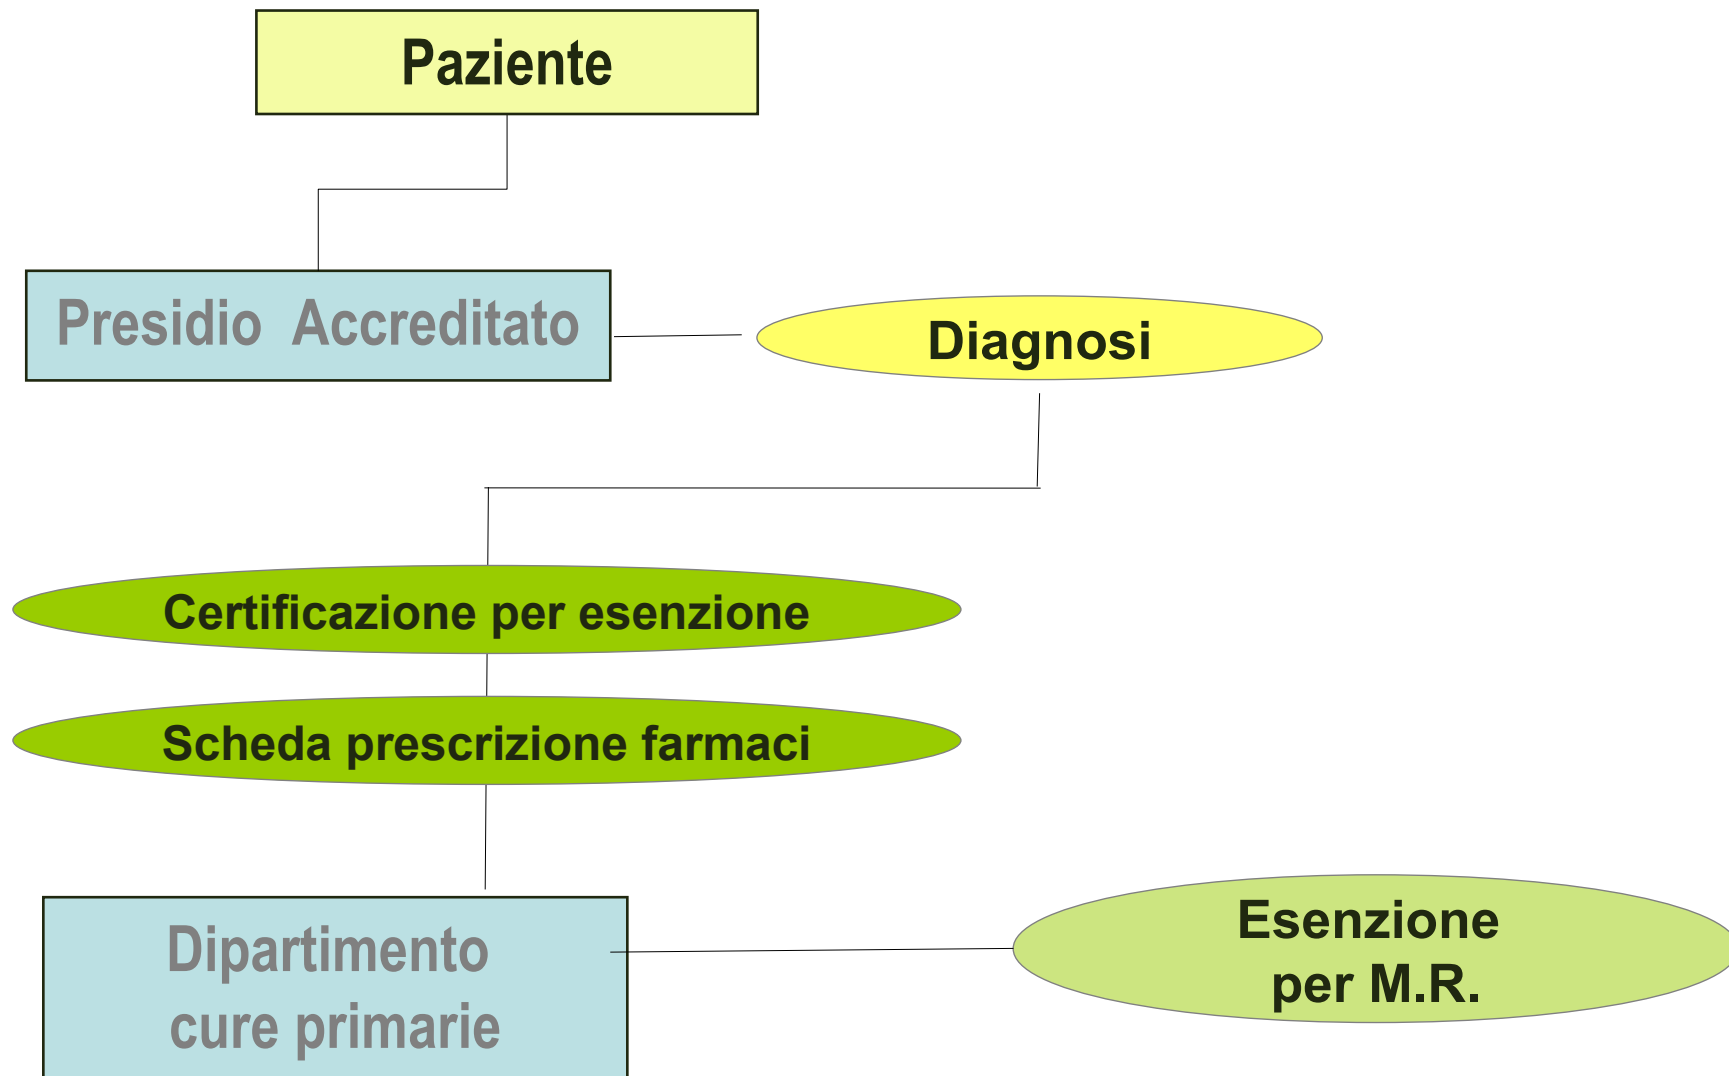 Paziente
Presidio Accreditato
Diagnosi
Certificazione per esenzione
Scheda prescrizione farmaci
Dipartimento
cure primarie
Esenzione
per M.R.